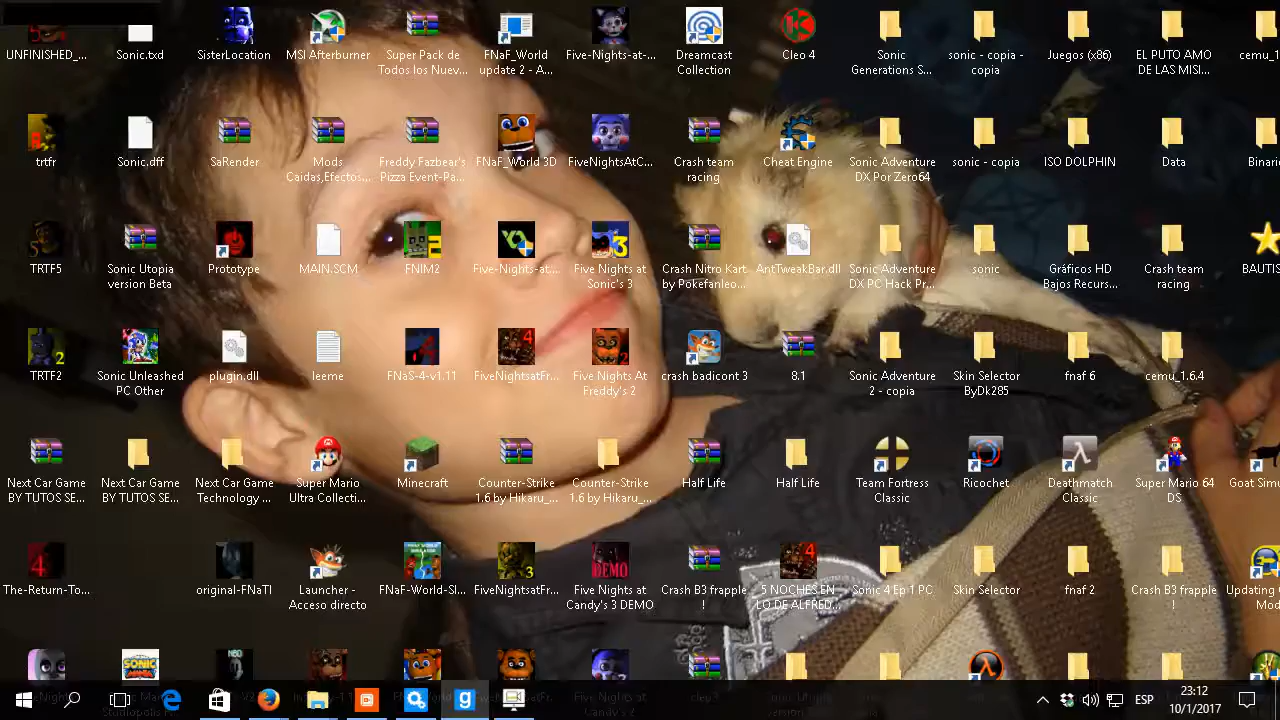 UNFINISHED_...
Sonic.txd
SisterLocation
MSI Afterburner
Super Pack de
Todos los Nuev...
FNaF_World
update 2 - A...
Five-Nights-at-...
Dreamcast
Collection
Cleo 4
Sonic
Generations S...
sonic - copia -
copia
Juegos (x86)
EL PUTO AMO
DE LAS MISI...
cemu_1
trtfr
Sonic.dff
SaRender
Mods
Caidas,Efectos...
Freddy Fazbear's
Pizza Event-Pa...
FNaF_World 3D
FiveNightsAtC...
Crash team
racing
Cheat Engine
Sonic Adventure
DX Por Zero64
sonic - copia
ISO DOLPHIN
Data
Binari
TRTF5
Sonic Utopia
version Beta
Prototype
MAIN.SCM
FNIM2
Five-Nights-at-...
Five Nights at
Sonic's 3
Crash Nitro Kart
by Pokefanleo...
AntTweakBar.dll
Sonic Adventure
DX PC Hack Pr...
sonic
Gráficos HD
Bajos Recurs...
Crash team
racing
BAUTIS
TRTF2
Sonic Unleashed
PC Other
plugin.dll
leeme
FNaS-4-v1.11
FiveNightsatFr...
Five Nights At
Freddy's 2
crash badicont 3
8.1
Sonic Adventure
2 - copia
Skin Selector
ByDk285
fnaf 6
cemu_1.6.4
Next Car Game
BY TUTOS SE...
Next Car Game
BY TUTOS SE...
Next Car Game
Technology ...
Super Mario
Ultra Collecti...
Minecraft
Counter-Strike
1.6 by Hikaru_...
Counter-Strike
1.6 by Hikaru_...
Half Life
Half Life
Team Fortress
Classic
Ricochet
Deathmatch
Classic
Super Mario 64
DS
Goat Simu
The-Return-To-...
original-FNaTI
Launcher -
Acceso directo
FNaF-World-SI...
FiveNightsatFr...
Five Nights at
Candy's 3 DEMO
Crash B3 frapple
!
5 NOCHES EN
LO DE ALFRED...
Sonic 4 Ep 1 PC
Skin Selector
fnaf 2
Crash B3 frapple
!
Updating
Mod
Five Nights at
Candy's 2
cleo3
ESP
23:12
10/1/2017